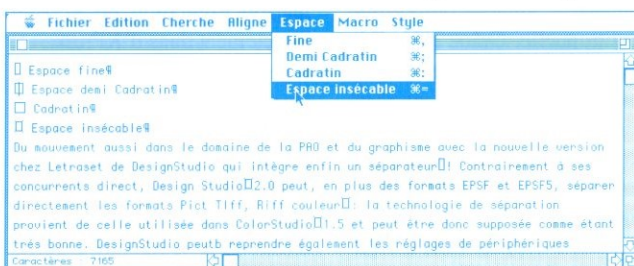 Fichier Edition Cherche Aligne Espace Macro Style
Fine ⌘,
Demi Cadratin ⌘;
Cadratin ⌘:
Espace insécable ⌘=
Espace fine¶
Espace demi Cadratin¶
Cadratin¶
Espace insécable¶
Du mouvement aussi dans le domaine de la PAO et du graphisme avec la nouvelle version
chez Letraset de DesignStudio qui intègre enfin un séparateur! Contrairement à ses
concurrents direct, Design Studio 2.0 peut, en plus des formats EPSF et EPSF5, séparer
directement les formats Pict TIff, Riff couleur : la technologie de séparation
provient de celle utilisée dans ColorStudio 1.5 et peut être donc supposée comme étant
très bonne. DesignStudio peutb reprendre également les réglages de périphériques
Caractères : 7165